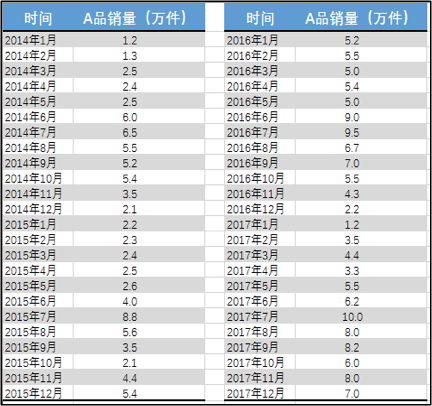 时间 A品销量（万件） 时间 A品销量（万件）
2014年1月 1.2 2016年1月 5.2
2014年2月 1.3 2016年2月 5.5
2014年3月 2.5 2016年3月 5.0
2014年4月 2.4 2016年4月 5.4
2014年5月 2.5 2016年5月 5.0
2014年6月 6.0 2016年6月 9.0
2014年7月 6.5 2016年7月 9.5
2014年8月 5.5 2016年8月 6.7
2014年9月 5.2 2016年9月 7.0
2014年10月 5.4 2016年10月 5.5
2014年11月 3.5 2016年11月 4.3
2014年12月 2.1 2016年12月 2.2
2015年1月 2.2 2017年1月 1.2
2015年2月 2.3 2017年2月 3.5
2015年3月 2.4 2017年3月 4.4
2015年4月 2.5 2017年4月 3.3
2015年5月 2.6 2017年5月 5.5
2015年6月 4.0 2017年6月 6.2
2015年7月 8.8 2017年7月 10.0
2015年8月 5.6 2017年8月 8.0
2015年9月 3.5 2017年9月 8.2
2015年10月 2.1 2017年10月 6.0
2015年11月 4.4 2017年11月 8.0
2015年12月 5.4 2017年12月 7.0